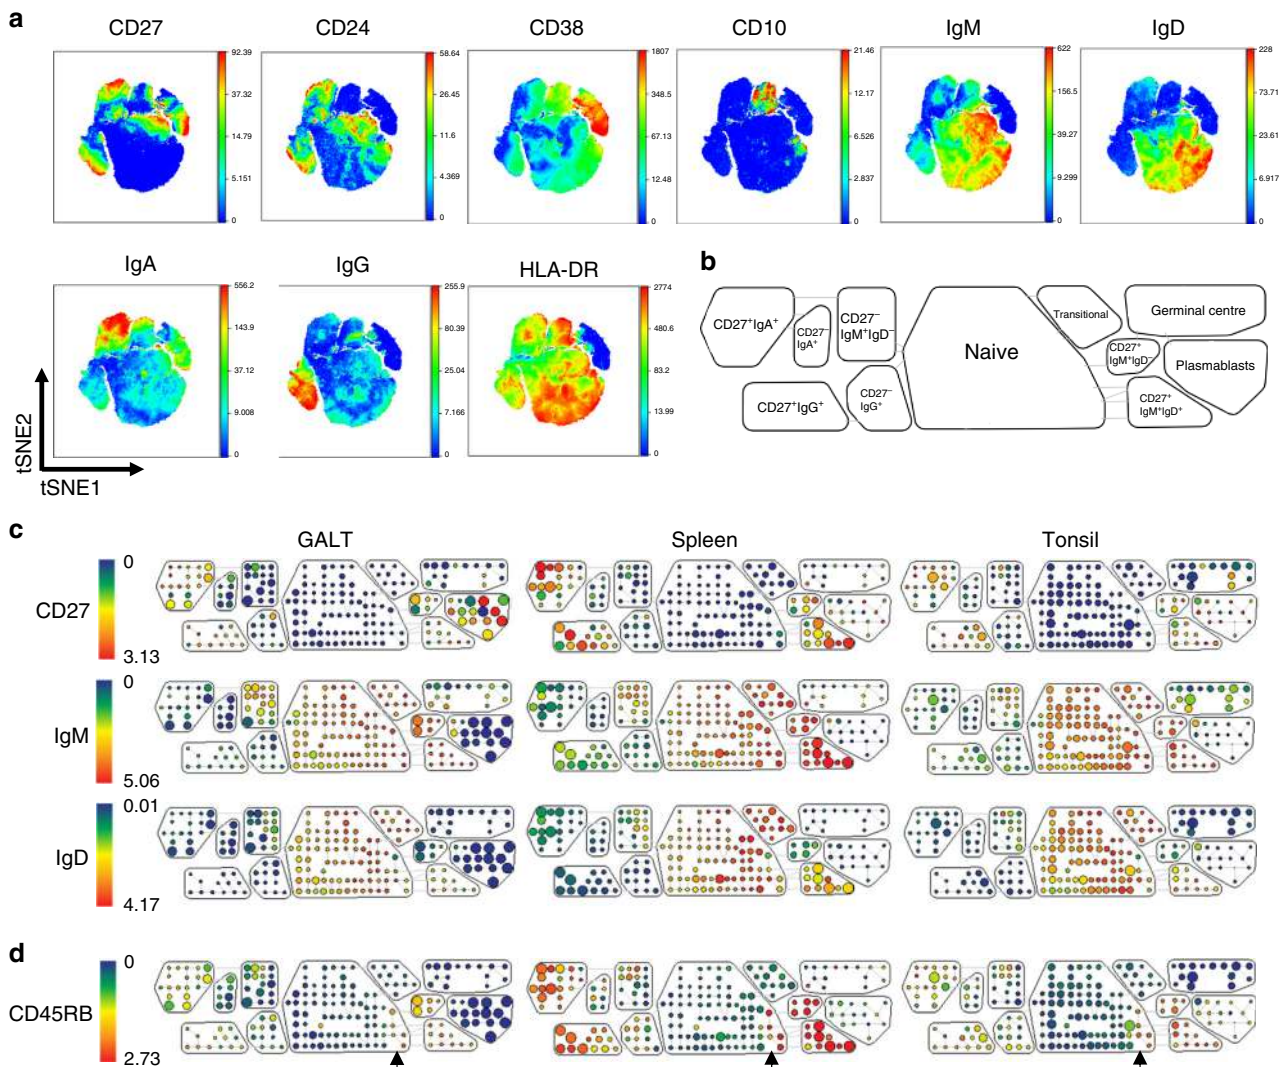 a
CD27 CD24 CD38 CD10 IgM IgD
92.39 58.64 1807 21.46 622 228
37.32 26.45 348.5 12.17 156.5 73.71
14.79 11.6 67.13 6.526 39.27 23.61
5.151 4.369 12.48 2.837 9.299 6.917
0 0 0 0 0 0
IgA IgG HLA-DR
556.2 255.9 2774
143.9 80.39 480.6
37.12 25.04 83.2
9.008 7.166 13.99
0 0 0
tSNE2
tSNE1
b
CD27⁺IgA⁺
CD27⁻
IgA⁺
CD27⁻
IgM⁺IgD⁻
Naive
Transitional
Germinal centre
CD27⁺
IgM⁺IgD⁻
Plasmablasts
CD27⁺IgG⁺
CD27⁻
IgG⁺
CD27⁺
IgM⁺IgD⁺
c
GALT Spleen Tonsil
0
CD27
3.13
0
IgM
5.06
0.01
IgD
4.17
d
0
CD45RB
2.73